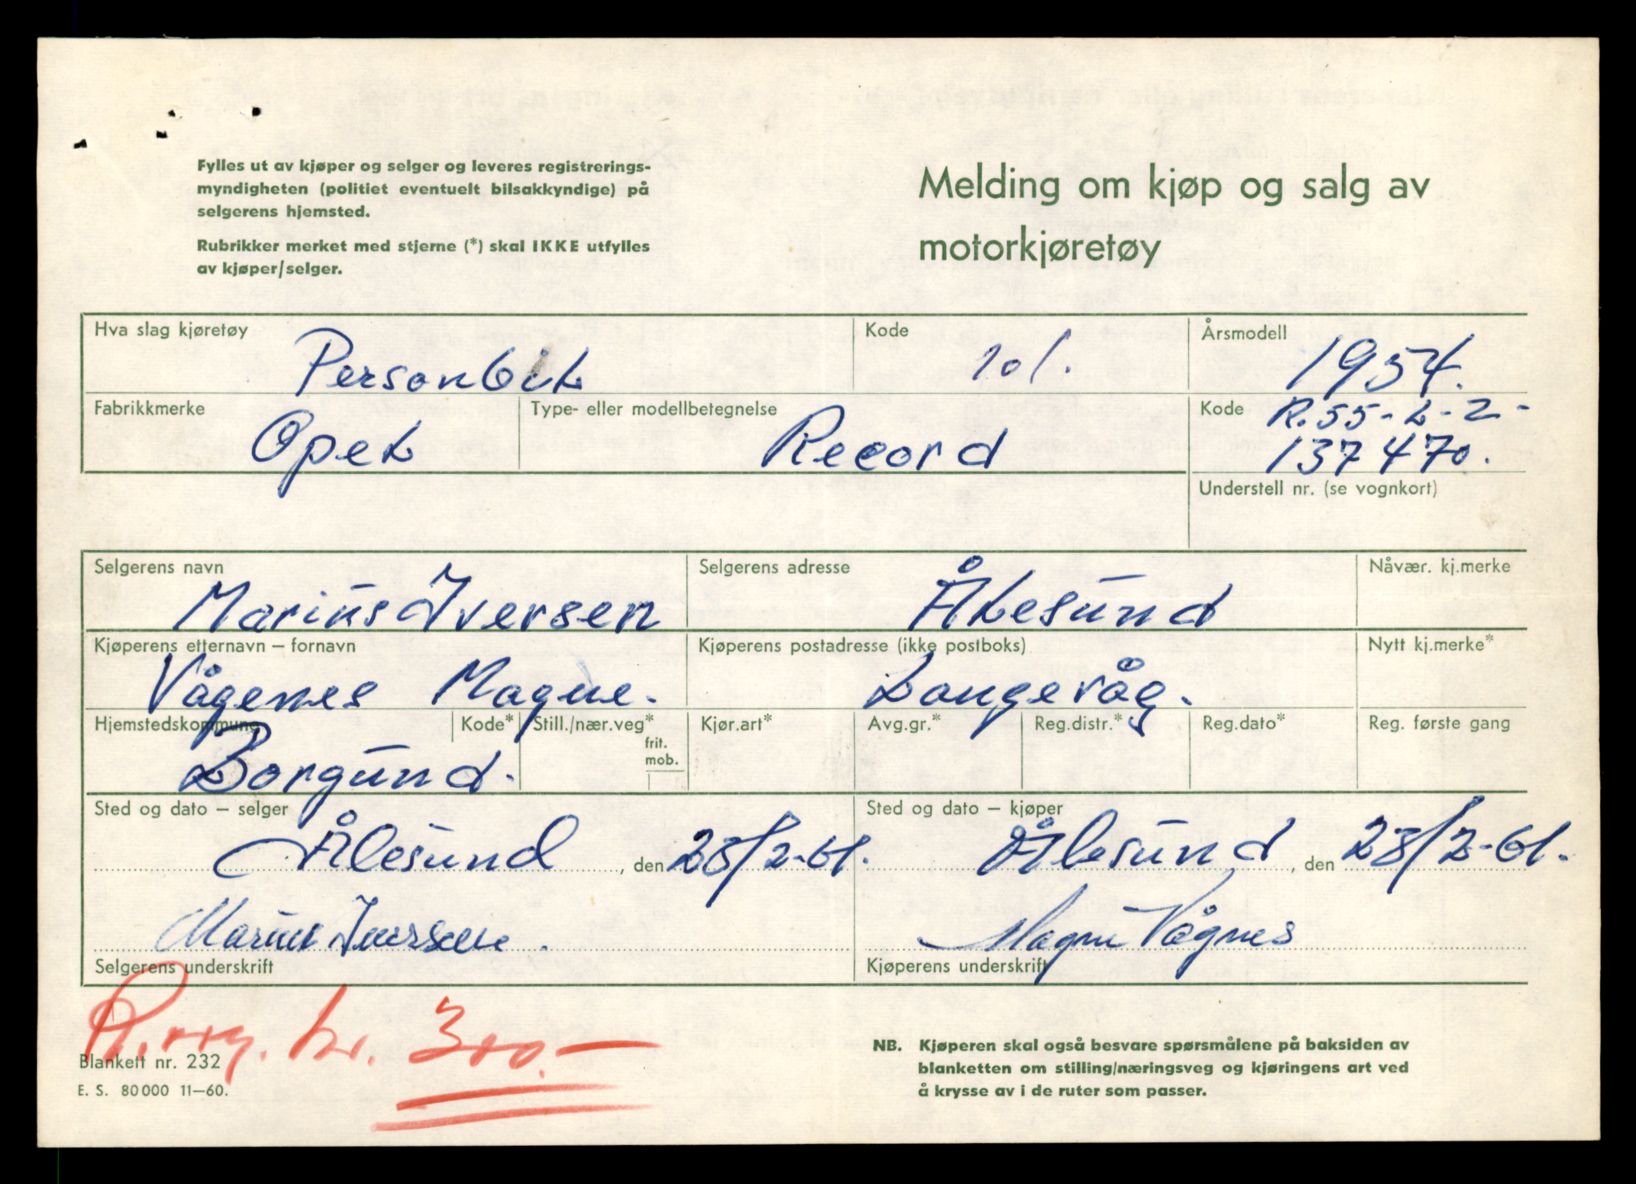 Fylles ut av kjøper og selger og leveres registrerings-
myndigheten (politiet eventuelt bilsakkyndige) på
selgerens hjemsted.
Rubrikker merket med stjerne (*) skal IKKE utfylles
av kjøper/selger.
Melding om kjøp og salg av
motorkjøretøy
Hva slag kjøretøy Kode Årsmodell
Personbil 101. 1954.
Fabrikkmerke Type- eller modellbetegnelse Kode R.55-L-2-
Opel Record 137470.
Understell nr. (se vognkort)
Selgerens navn Selgerens adresse Nåvær. kj.merke
Marius Iversen Ålesund
Kjøperens etternavn – fornavn Kjøperens postadresse (ikke postboks) Nytt kj.merke*
Vågenes Magne. Langevåg.
Hjemstedskommune Kode* Still./nær.veg* Kjør.art* Avg.gr.* Reg.distr.* Reg.dato* Reg. første gang
frit.
mob.
Borgund.
Sted og dato – selger Sted og dato – kjøper
Ålesund , den 28/2-61. Ålesund , den 28/2-61.
Marius Iversen. Magne Vågnes
Selgerens underskrift Kjøperens underskrift
kr. 300.—
Blankett nr. 232
E. S. 80000 11–60.
NB. Kjøperen skal også besvare spørsmålene på baksiden av
blanketten om stilling/næringsveg og kjøringens art ved
å krysse av i de ruter som passer.